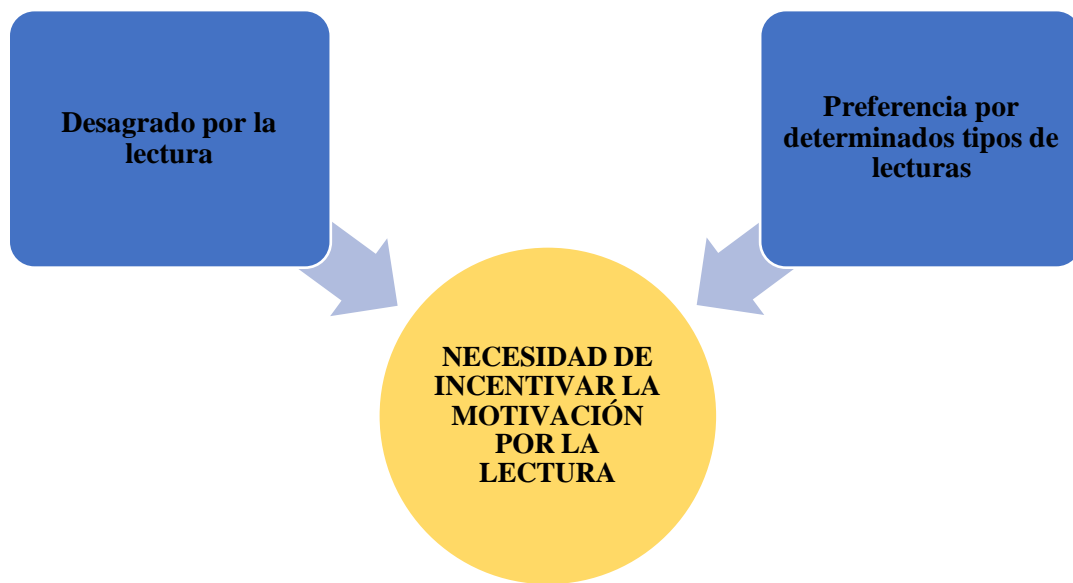 Desagrado por la
lectura
Preferencia por
determinados tipos de
lecturas
NECESIDAD DE
INCENTIVAR LA
MOTIVACIÓN
POR LA
LECTURA